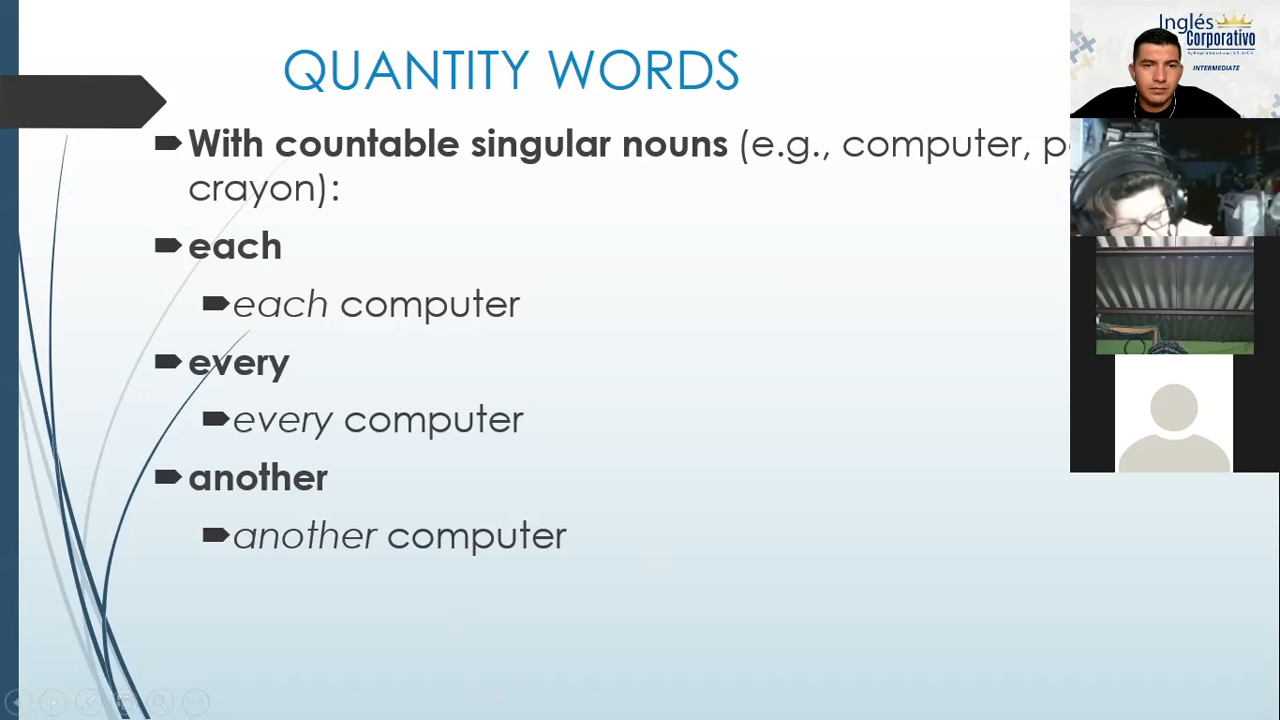 QUANTITY WORDS
With countable singular nouns (e.g., computer,
crayon):
each
each computer
every
every computer
another
another computer
Inglés
Corporativo
INTERMEDIATE